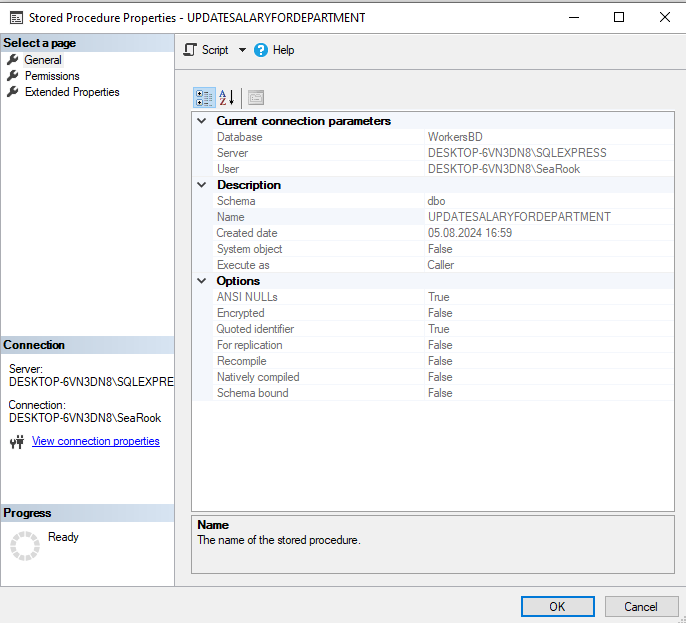 Stored Procedure Properties - UPDATESALARYFORDEPARTMENT
Select a page
General
Permissions
Extended Properties
Script
Help
Current connection parameters
Database WorkersBD
Server DESKTOP-6VN3DN8\SQLEXPRESS
User DESKTOP-6VN3DN8\SeaRook
Description
Schema dbo
Name UPDATESALARYFORDEPARTMENT
Created date 05.08.2024 16:59
System object False
Execute as Caller
Options
ANSI NULLs True
Encrypted False
Quoted identifier True
For replication False
Recompile False
Natively compiled False
Schema bound False
Connection
Server:
DESKTOP-6VN3DN8\SQLEXPRE
Connection:
DESKTOP-6VN3DN8\SeaRook
View connection properties
Progress
Ready
Name
The name of the stored procedure.
OK
Cancel